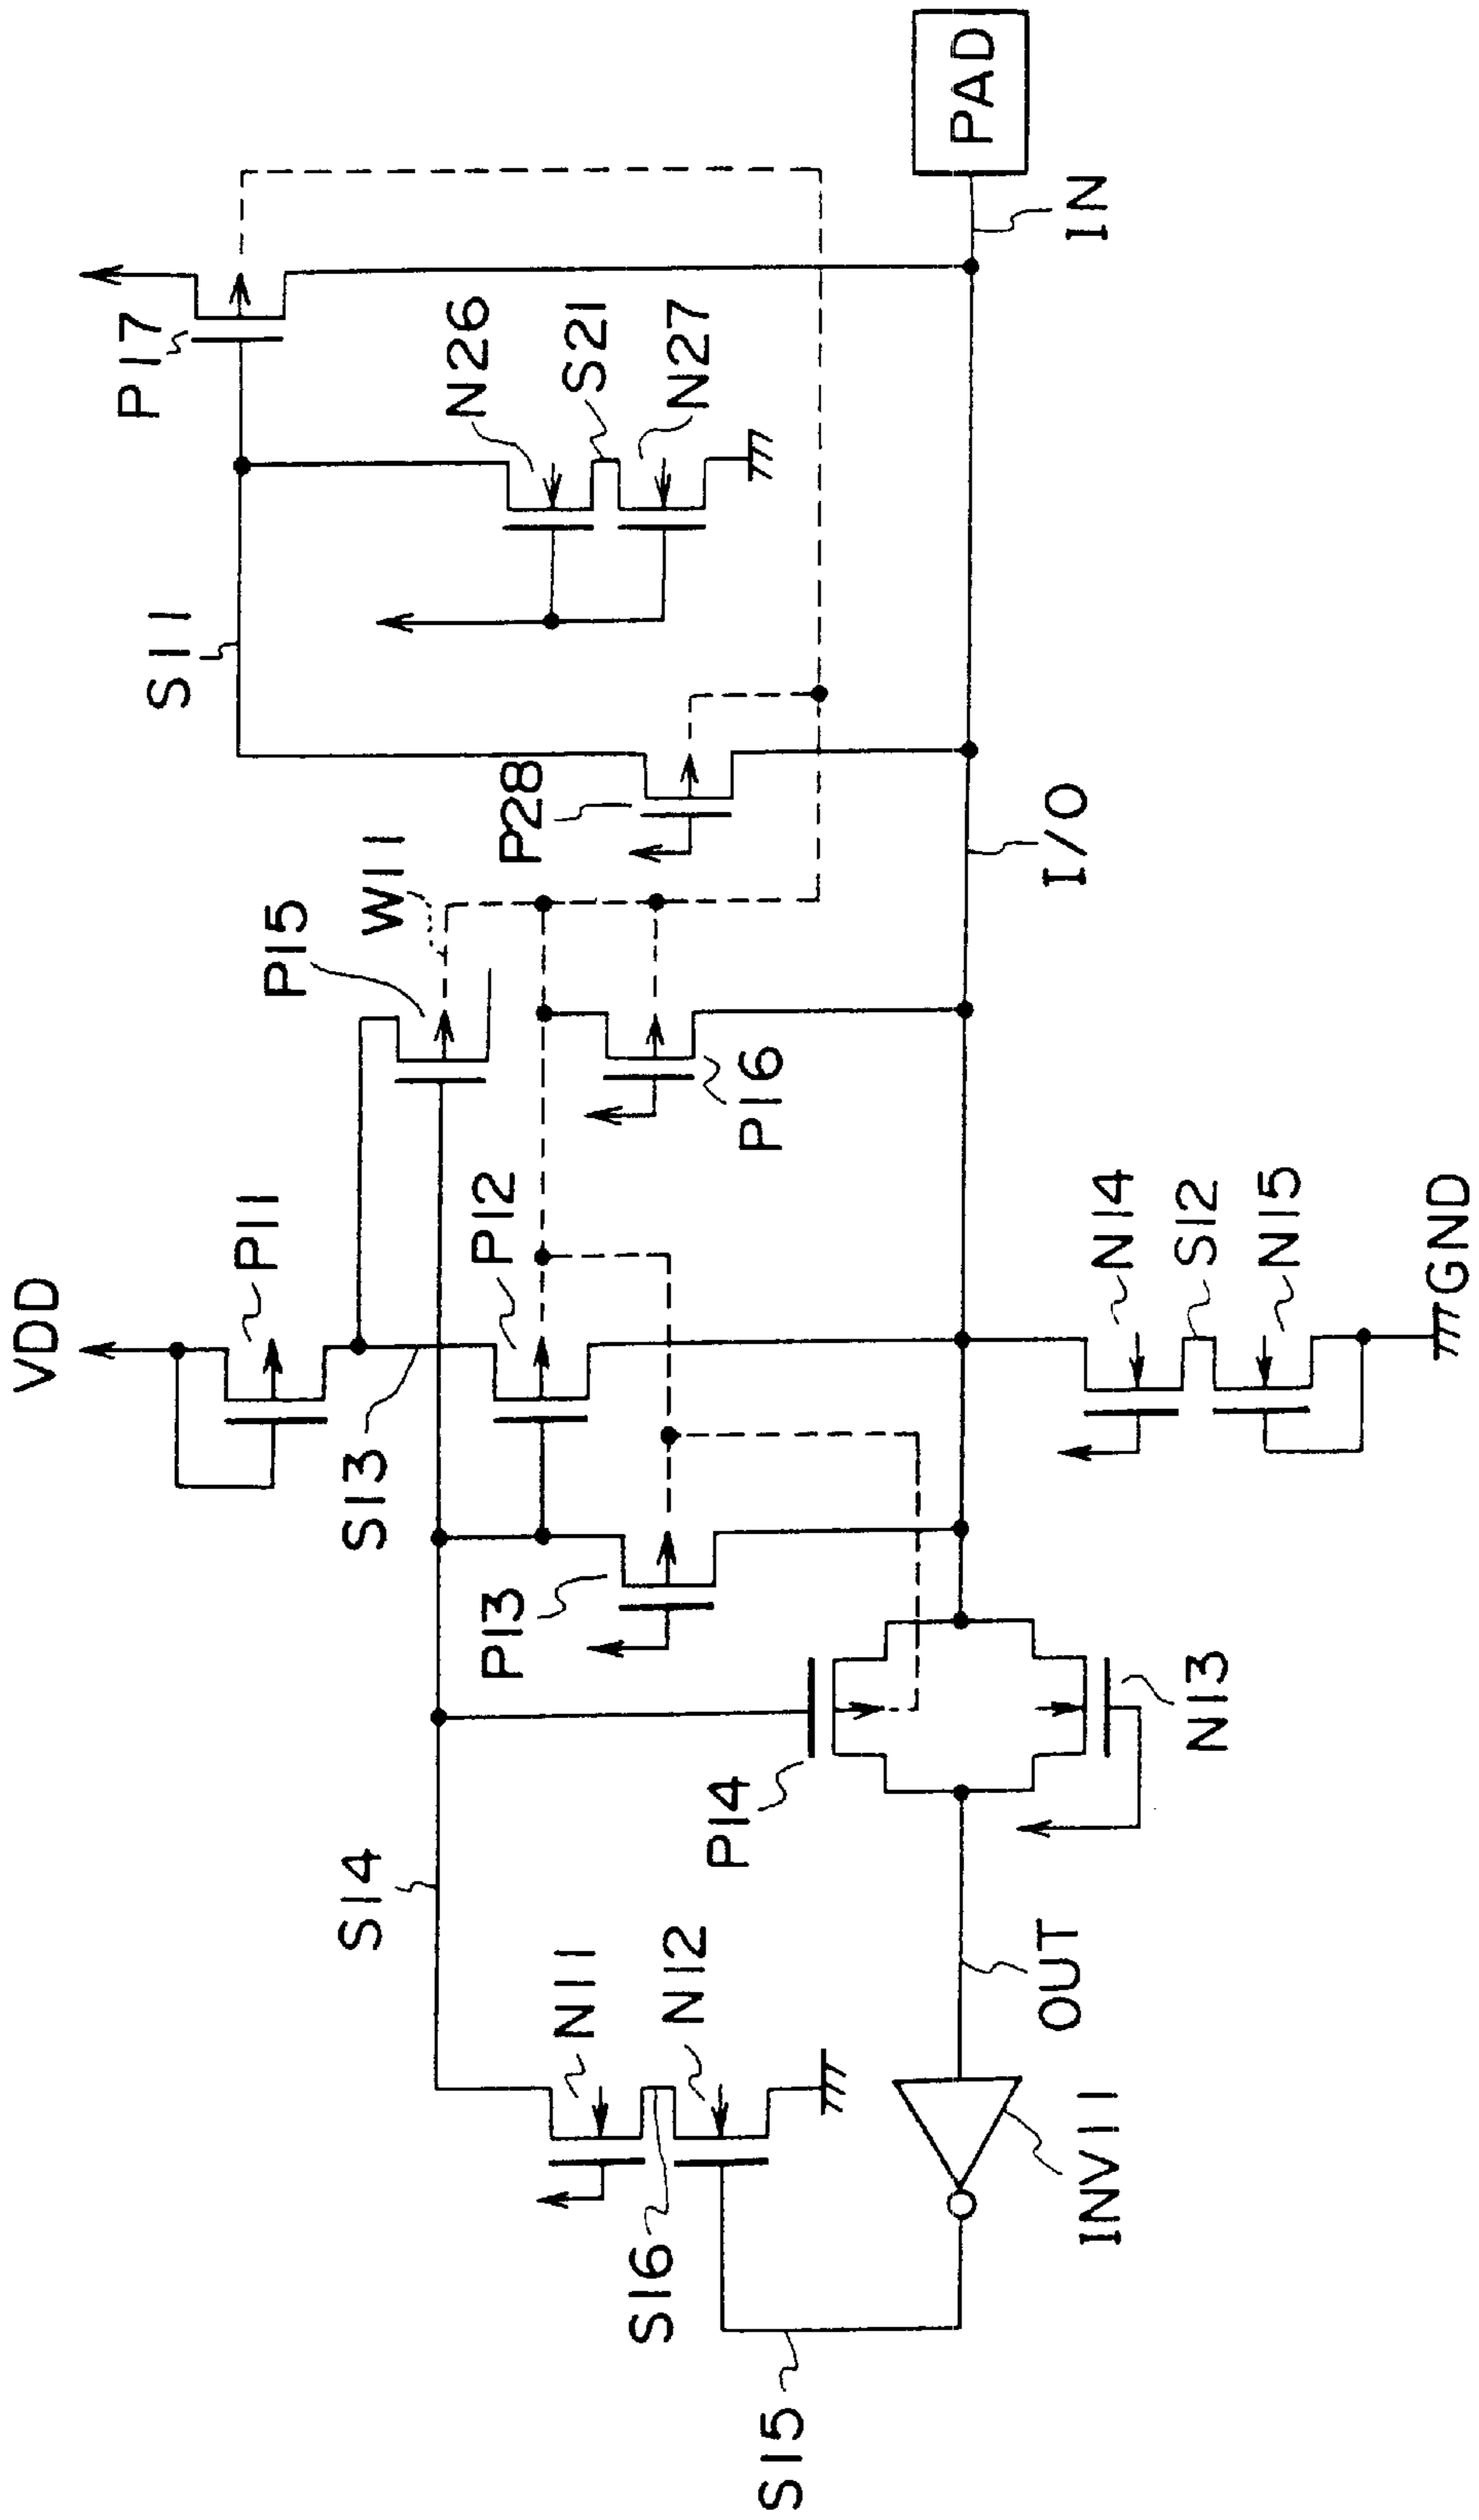 VDD
P17
P11
S11
P15
W11
N26
S21
N27
S13
P12
P28
S14
P13
P16
PAD
IN
N11
N12
P14
I/O
S16
N14
S12
N15
S15
OUT
N13
INV11
GND